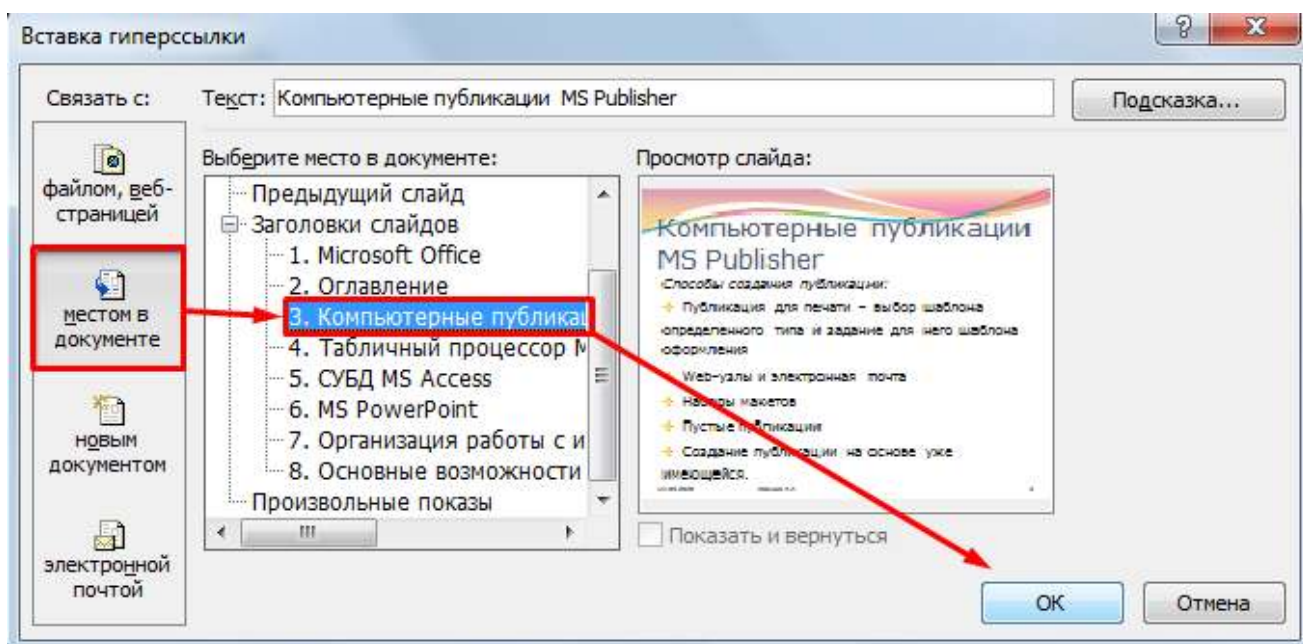 Вставка гиперссылки
Связать с:
Текст: Компьютерные публикации MS Publisher
Подсказка...
файлом, веб-
страницей
местом в
документе
новым
документом
электронной
почтой
Выберите место в документе:
Предыдущий слайд
Заголовки слайдов
1. Microsoft Office
2. Оглавление
3. Компьютерные публикац
4. Табличный процессор M
5. СУБД MS Access
6. MS PowerPoint
7. Организация работы с и
8. Основные возможности
Произвольные показы
Просмотр слайда:
Компьютерные публикации
MS Publisher
Способы создания публикации:
Публикация для печати – выбор шаблона
определенного типа и задание для него шаблона
оформления
Web-узлы и электронная почта
Наборы макетов
Пустые публикации
Создание публикации на основе уже
имеющейся.
Показать и вернуться
ОК
Отмена